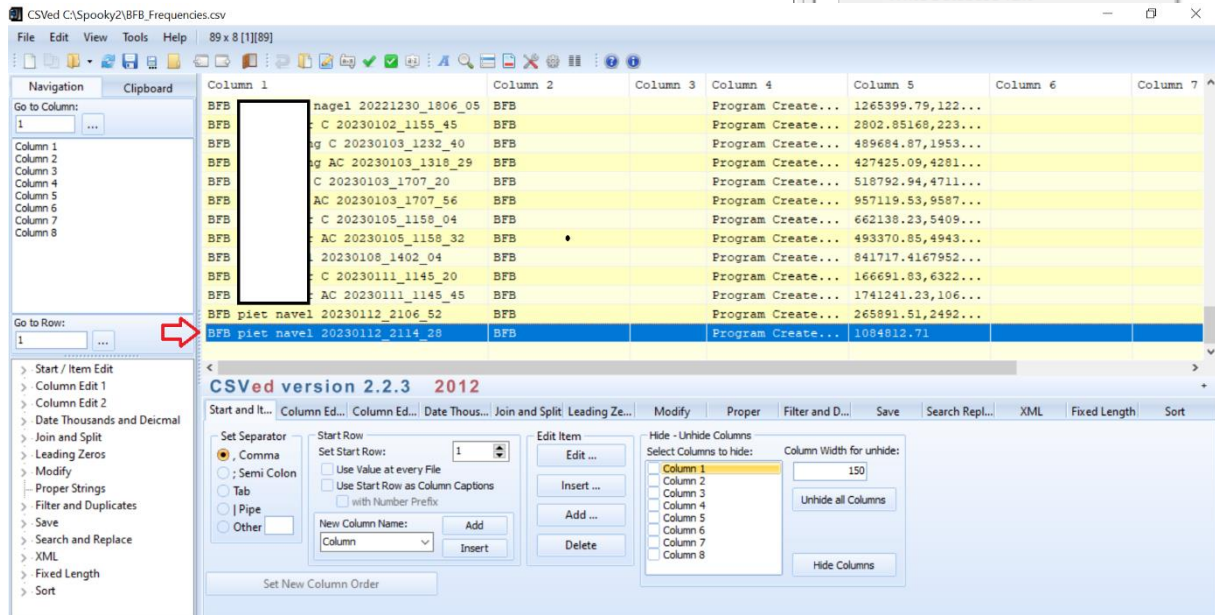 CSVed C:\Spooky2\BFB_Frequencies.csv
File Edit View Tools Help 89 x 8 [1][89]
Navigation Clipboard
Go to Column:
1 ...
Column 1
Column 2
Column 3
Column 4
Column 5
Column 6
Column 7
Column 8
Go to Row:
1 ...
Start / Item Edit
Column Edit 1
Column Edit 2
Date Thousands and Deicmal
Join and Split
Leading Zeros
Modify
Proper Strings
Filter and Duplicates
Save
Search and Replace
XML
Fixed Length
Sort
Column 1 Column 2 Column 3 Column 4 Column 5 Column 6 Column 7
BFB nagel 20221230_1806_05 BFB Program Create... 1265399.79,122...
BFB C 20230102_1155_45 BFB Program Create... 2802.85168,223...
BFB g C 20230103_1232_40 BFB Program Create... 489684.87,1953...
BFB g AC 20230103_1318_29 BFB Program Create... 427425.09,4281...
BFB C 20230103_1707_20 BFB Program Create... 518792.94,4711...
BFB AC 20230103_1707_56 BFB Program Create... 957119.53,9587...
BFB C 20230105_1158_04 BFB Program Create... 662138.23,5409...
BFB AC 20230105_1158_32 BFB Program Create... 493370.85,4943...
BFB 20230108_1402_04 BFB Program Create... 841717.4167952...
BFB C 20230111_1145_20 BFB Program Create... 166691.83,6322...
BFB AC 20230111_1145_45 BFB Program Create... 1741241.23,106...
BFB piet navel 20230112_2106_52 BFB Program Create... 265891.51,2492...
BFB piet navel 20230112_2114_28 BFB Program Create... 1084812.71
CSVed version 2.2.3 2012
Start and It... Column Ed... Column Ed... Date Thous... Join and Split Leading Ze... Modify Proper Filter and D... Save Search Repl... XML Fixed Length Sort
Set Separator
, Comma
; Semi Colon
Tab
| Pipe
Other
Start Row
Set Start Row: 1
Use Value at every File
Use Start Row as Column Captions
with Number Prefix
New Column Name: Add
Column Insert
Set New Column Order
Edit Item
Edit ...
Insert ...
Add ...
Delete
Hide - Unhide Columns
Select Columns to hide:
Column 1
Column 2
Column 3
Column 4
Column 5
Column 6
Column 7
Column 8
Column Width for unhide:
150
Unhide all Columns
Hide Columns